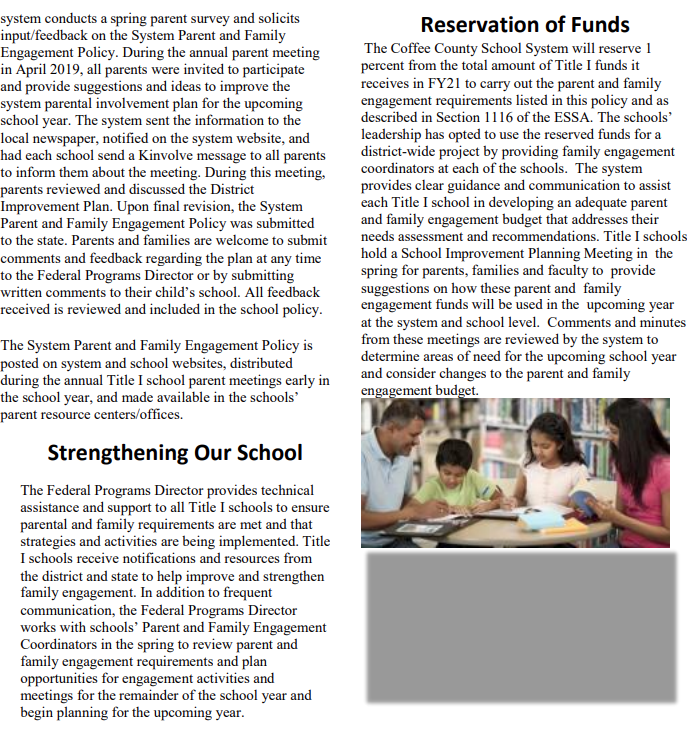 system conducts a spring parent survey and solicits
input/feedback on the System Parent and Family
Engagement Policy. During the annual parent meeting
in April 2019, all parents were invited to participate
and provide suggestions and ideas to improve the
system parental involvement plan for the upcoming
school year. The system sent the information to the
local newspaper, notified on the system website, and
had each school send a Kinvolve message to all parents
to inform them about the meeting. During this meeting,
parents reviewed and discussed the District
Improvement Plan. Upon final revision, the System
Parent and Family Engagement Policy was submitted
to the state. Parents and families are welcome to submit
comments and feedback regarding the plan at any time
to the Federal Programs Director or by submitting
written comments to their child’s school. All feedback
received is reviewed and included in the school policy.
The System Parent and Family Engagement Policy is
posted on system and school websites, distributed
during the annual Title I school parent meetings early in
the school year, and made available in the schools’
parent resource centers/offices.
Strengthening Our School
The Federal Programs Director provides technical
assistance and support to all Title I schools to ensure
parental and family requirements are met and that
strategies and activities are being implemented. Title
I schools receive notifications and resources from
the district and state to help improve and strengthen
family engagement. In addition to frequent
communication, the Federal Programs Director
works with schools’ Parent and Family Engagement
Coordinators in the spring to review parent and
family engagement requirements and plan
opportunities for engagement activities and
meetings for the remainder of the school year and
begin planning for the upcoming year.
Reservation of Funds
The Coffee County School System will reserve 1
percent from the total amount of Title I funds it
receives in FY21 to carry out the parent and family
engagement requirements listed in this policy and as
described in Section 1116 of the ESSA. The schools’
leadership has opted to use the reserved funds for a
district-wide project by providing family engagement
coordinators at each of the schools. The system
provides clear guidance and communication to assist
each Title I school in developing an adequate parent
and family engagement budget that addresses their
needs assessment and recommendations. Title I schools
hold a School Improvement Planning Meeting in the
spring for parents, families and faculty to provide
suggestions on how these parent and family
engagement funds will be used in the upcoming year
at the system and school level. Comments and minutes
from these meetings are reviewed by the system to
determine areas of need for the upcoming school year
and consider changes to the parent and family
engagement budget.